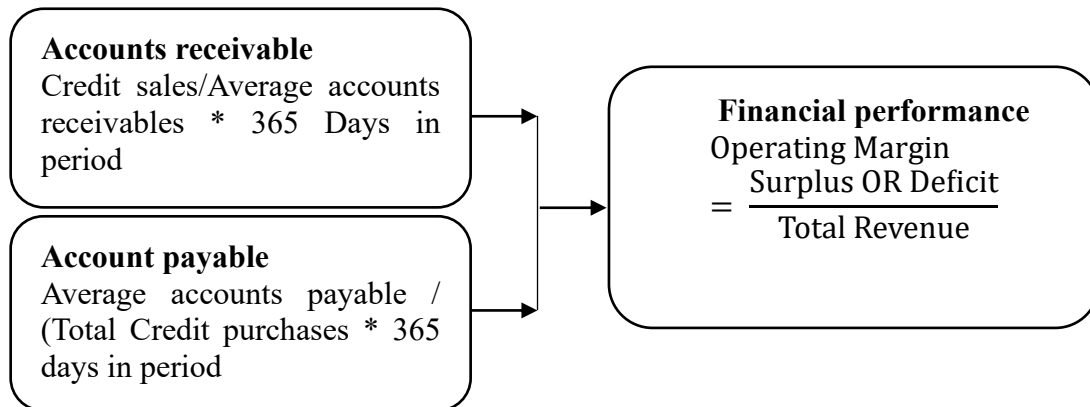 Accounts receivable
Credit sales/Average accounts
receivables * 365 Days in
period
Account payable
Average accounts payable /
(Total Credit purchases * 365
days in period
Financial performance
Operating Margin
= Surplus OR Deficit
Total Revenue